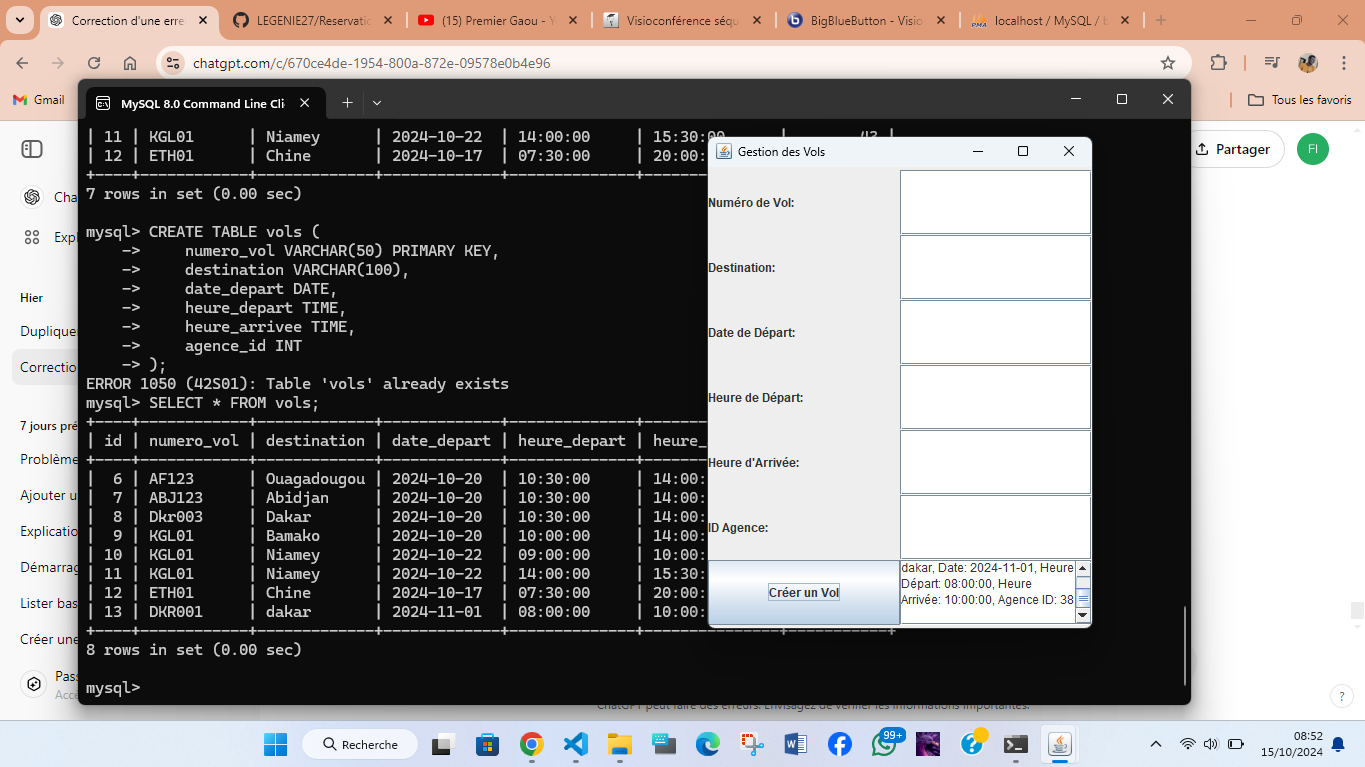 Correction d'une erre
LEGENIE27/Reservatio
(15) Premier Gaou - Y
Visioconférence séqu
BigBlueButton - Visio
localhost / MySQL / b
chatgpt.com/c/670ce4de-1954-800a-872e-09578e0b4e96
Gmail
Tous les favoris
MySQL 8.0 Command Line Cli
Partager
FI
Cha
Expl
Hier
Duplique
Correctio
7 jours pré
Problème
Ajouter u
Explicatio
Démarra
Lister bas
Créer une
Pass
Accé
| 11 | KGL01 | Niamey | 2024-10-22 | 14:00:00 | 15:30:00 | 43 |
| 12 | ETH01 | Chine | 2024-10-17 | 07:30:00 | 20:00:
7 rows in set (0.00 sec)
mysql> CREATE TABLE vols (
-> numero_vol VARCHAR(50) PRIMARY KEY,
-> destination VARCHAR(100),
-> date_depart DATE,
-> heure_depart TIME,
-> heure_arrivee TIME,
-> agence_id INT
-> );
ERROR 1050 (42S01): Table 'vols' already exists
mysql> SELECT * FROM vols;
| id | numero_vol | destination | date_depart | heure_depart | heure_
| 6 | AF123 | Ouagadougou | 2024-10-20 | 10:30:00 | 14:00:
| 7 | ABJ123 | Abidjan | 2024-10-20 | 10:30:00 | 14:00:
| 8 | Dkr003 | Dakar | 2024-10-20 | 10:30:00 | 14:00:
| 9 | KGL01 | Bamako | 2024-10-20 | 10:00:00 | 14:00:
| 10 | KGL01 | Niamey | 2024-10-22 | 09:00:00 | 10:00:
| 11 | KGL01 | Niamey | 2024-10-22 | 14:00:00 | 15:30:
| 12 | ETH01 | Chine | 2024-10-17 | 07:30:00 | 20:00:
| 13 | DKR001 | dakar | 2024-11-01 | 08:00:00 | 10:00:
8 rows in set (0.00 sec)
mysql>
Gestion des Vols
Numéro de Vol:
Destination:
Date de Départ:
Heure de Départ:
Heure d'Arrivée:
ID Agence:
Créer un Vol
dakar, Date: 2024-11-01, Heure
Départ: 08:00:00, Heure
Arrivée: 10:00:00, Agence ID: 38
ChatGPT peut faire des erreurs. Envisagez de vérifier les informations importantes.
?
Recherche
99+
08:52
15/10/2024